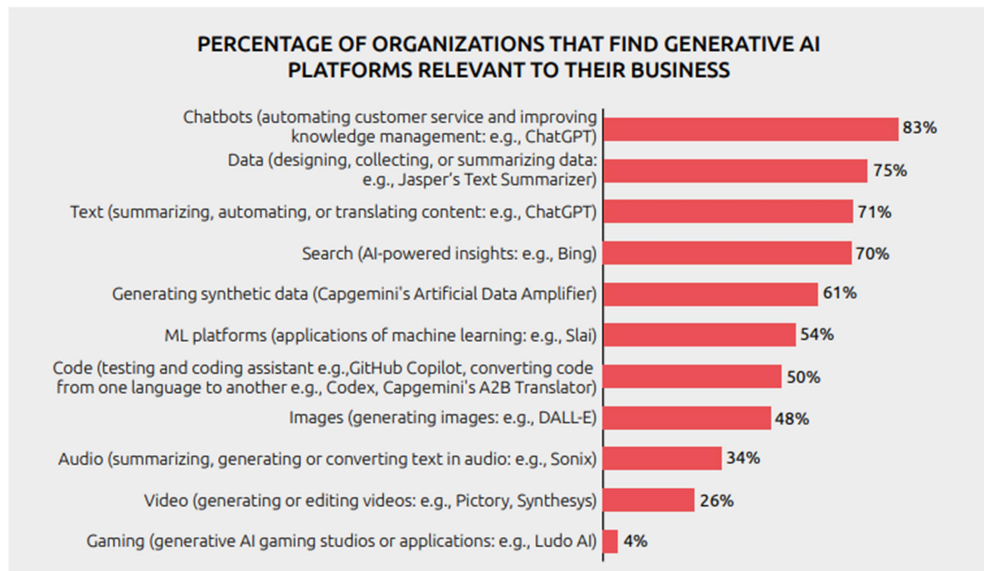 PERCENTAGE OF ORGANIZATIONS THAT FIND GENERATIVE AI
PLATFORMS RELEVANT TO THEIR BUSINESS
Chatbots (automating customer service and improving
knowledge management: e.g., ChatGPT)
83%
Data (designing, collecting, or summarizing data:
e.g., Jasper's Text Summarizer)
75%
Text (summarizing, automating, or translating content: e.g., ChatGPT)
71%
Search (AI-powered insights: e.g., Bing)
70%
Generating synthetic data (Capgemini's Artificial Data Amplifier)
61%
ML platforms (applications of machine learning: e.g., Slai)
54%
Code (testing and coding assistant e.g.,GitHub Copilot, converting code
from one language to another e.g., Codex, Capgemini's A2B Translator)
50%
Images (generating images: e.g., DALL-E)
48%
Audio (summarizing, generating or converting text in audio: e.g., Sonix)
34%
Video (generating or editing videos: e.g., Pictory, Synthesys)
26%
Gaming (generative AI gaming studios or applications: e.g., Ludo AI)
4%